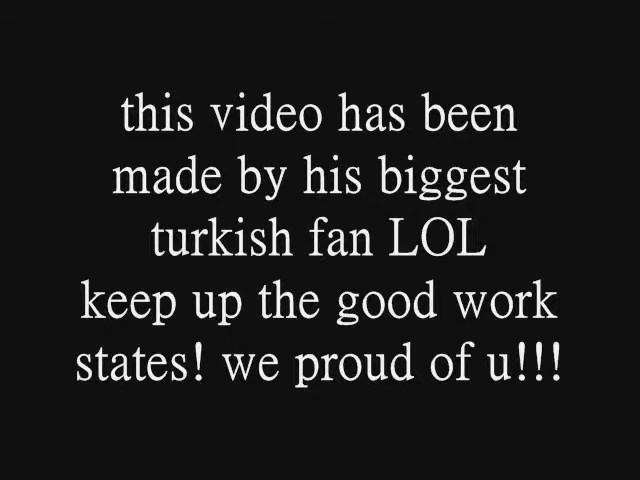 this video has been
made by his biggest
turkish fan LOL
keep up the good work
states! we proud of u!!!